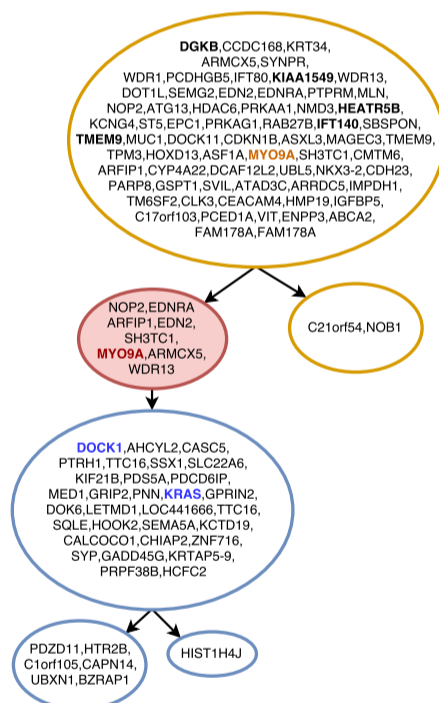 DGKB,CCDC168,KRT34,
ARMCX5,SYNPR,
WDR1,PCDHGB5,IFT80,KIAA1549,WDR13,
DOT1L,SEMG2,EDN2,EDNRA,PTPRM,MLN,
NOP2,ATG13,HDAC6,PRKAA1,NMD3,HEATR5B,
KCNG4,ST5,EPC1,PRKAG1,RAB27B,IFT140,SBSPON,
TMEM9,MUC1,DOCK11,CDKN1B,ASXL3,MAGEC3,TMEM9,
TPM3,HOXD13,ASF1A,MYO9A,SH3TC1,CMTM6,
ARFIP1,CYP4A22,DCAF12L2,UBL5,NKX3-2,CDH23,
PARP8,GSPT1,SVIL,ATAD3C,ARRDC5,IMPDH1,
TM6SF2,CLK3,CEACAM4,HMP19,IGFBP5,
C17orf103,PCED1A,VIT,ENPP3,ABCA2,
FAM178A,FAM178A
NOP2,EDNRA
ARFIP1,EDN2,
SH3TC1,
MYO9A,ARMCX5,
WDR13
C21orf54,NOB1
DOCK1,AHCYL2,CASC5,
PTRH1,TTC16,SSX1,SLC22A6,
KIF21B,PDS5A,PDCD6IP,
MED1,GRIP2,PNN,KRAS,GPRIN2,
DOK6,LETMD1,LOC441666,TTC16,
SQLE,HOOK2,SEMA5A,KCTD19,
CALCOCO1,CHIAP2,ZNF716,
SYP,GADD45G,KRTAP5-9,
PRPF38B,HCFC2
PDZD11,HTR2B,
C1orf105,CAPN14,
UBXN1,BZRAP1
HIST1H4J